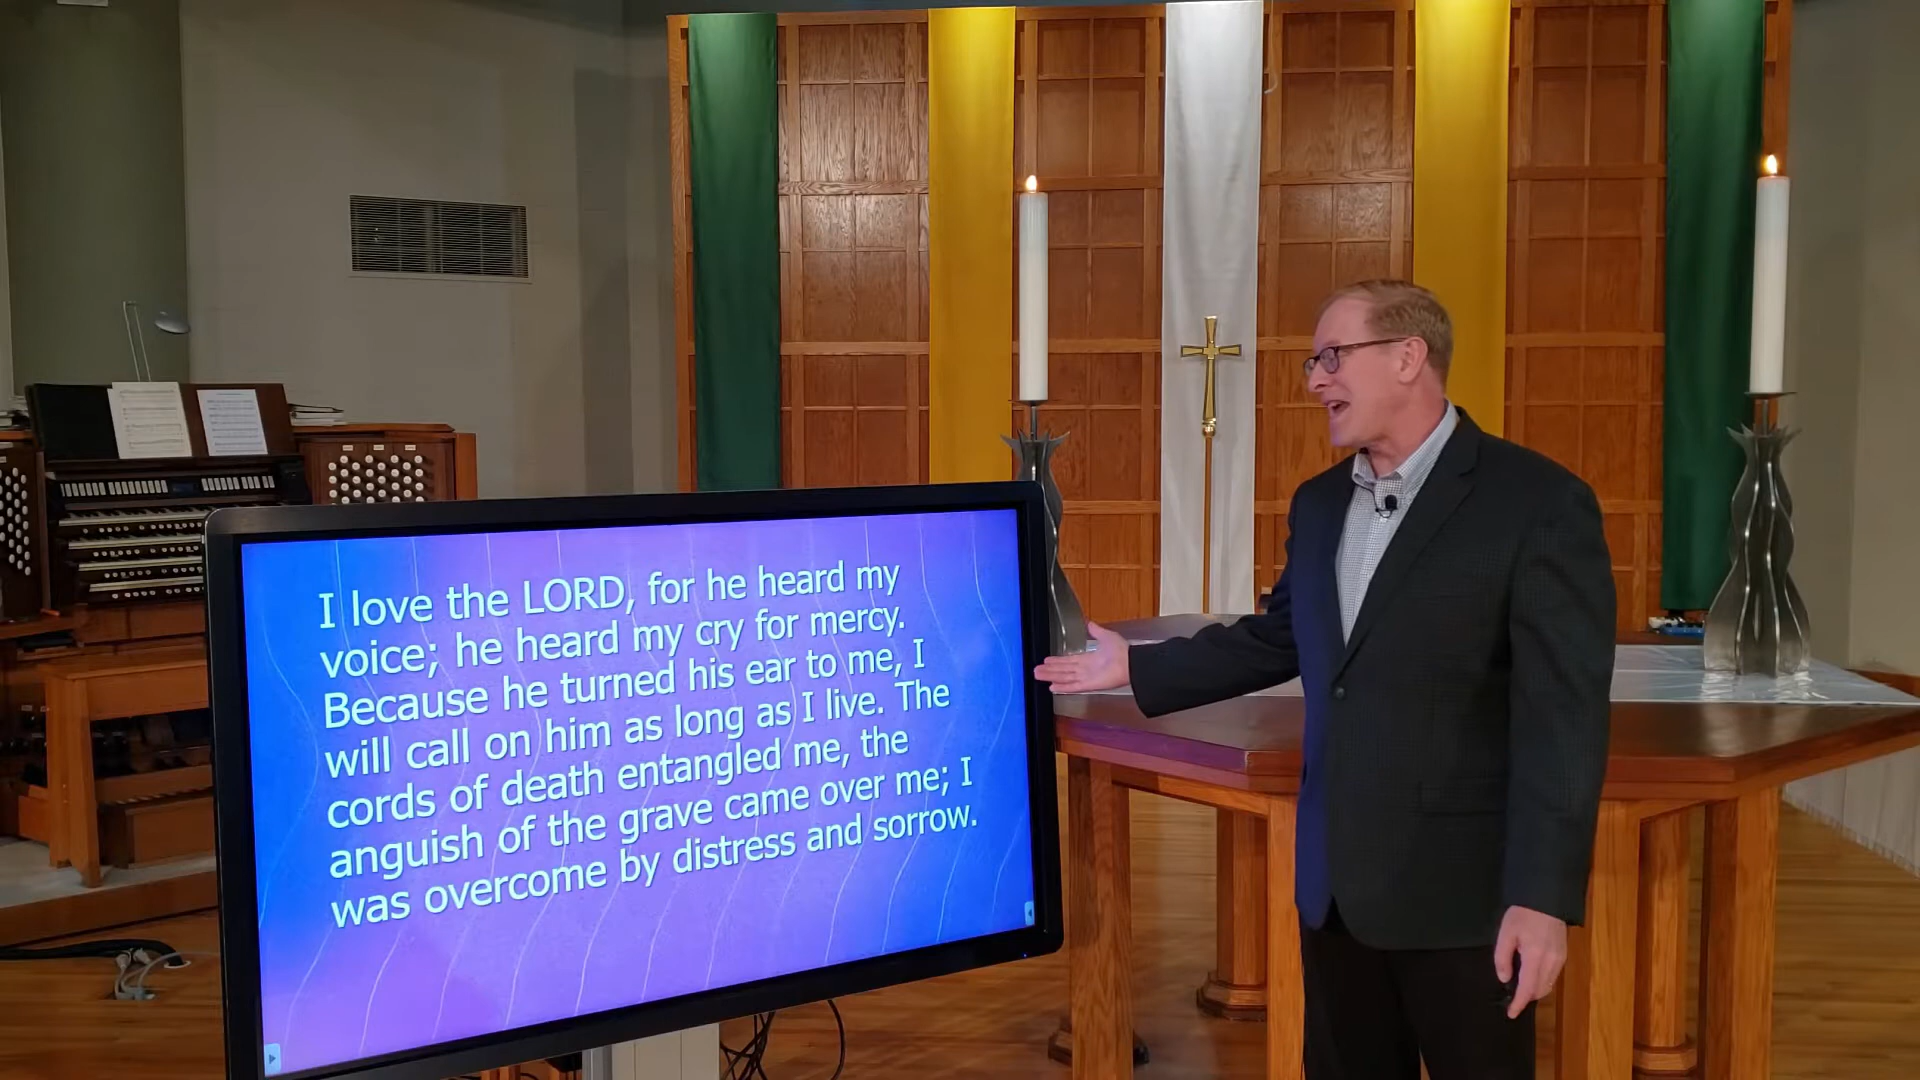 I love the LORD, for he heard my
voice; he heard my cry for mercy.
Because he turned his ear to me, I
will call on him as long as I live. The
cords of death entangled me, the
anguish of the grave came over me; I
was overcome by distress and sorrow.